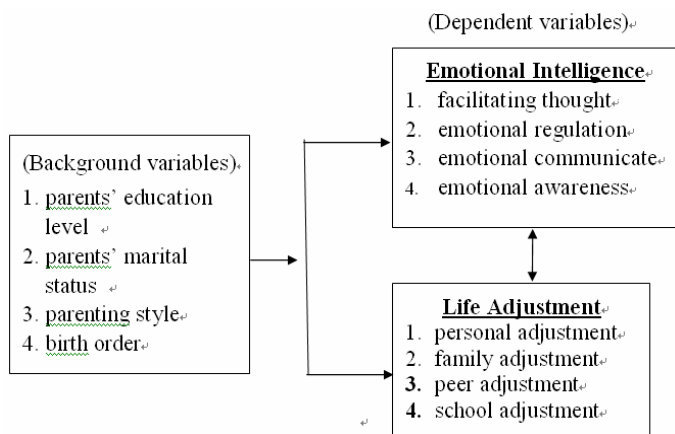 (Dependent variables)
Emotional Intelligence
1. facilitating thought
2. emotional regulation
3. emotional communicate
4. emotional awareness
(Background variables)
1. parents’ education
level
2. parents’ marital
status
3. parenting style
4. birth order
Life Adjustment
1. personal adjustment
2. family adjustment
3. peer adjustment
4. school adjustment